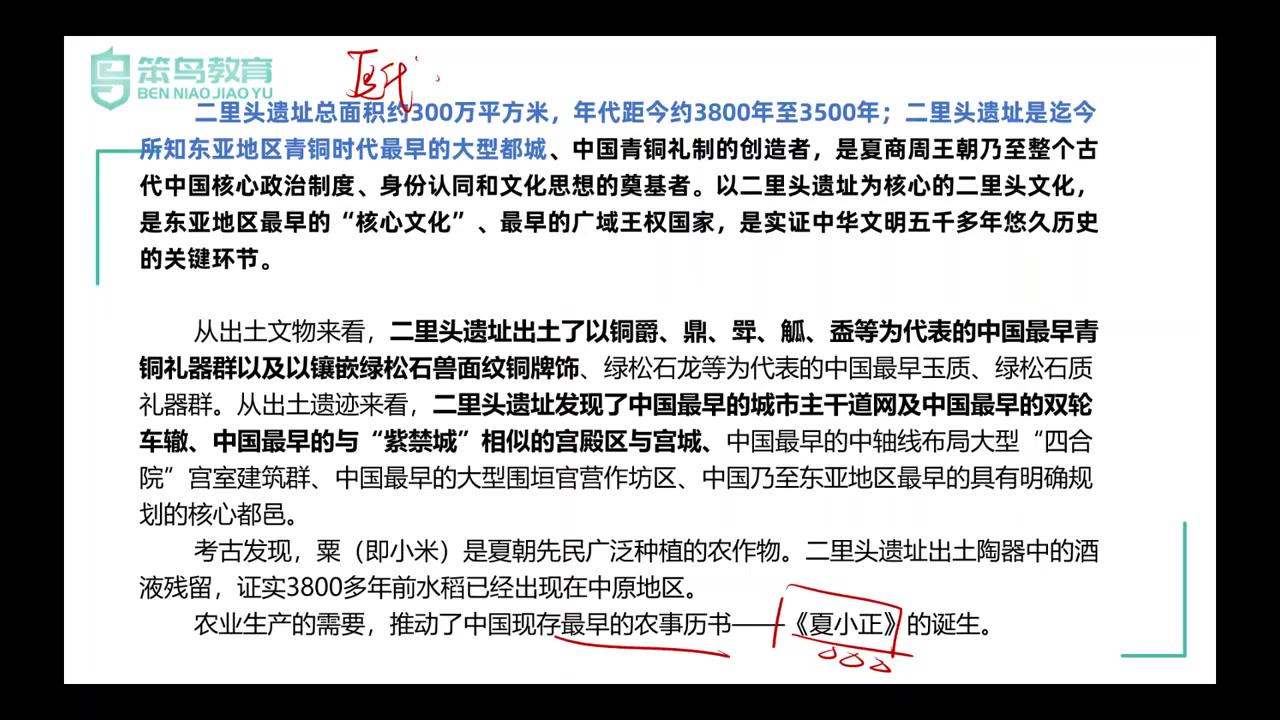 笨鸟教育
BEN NIAO JIAO YU
二里头遗址总面积约300万平方米，年代距今约3800年至3500年；二里头遗址是迄今
所知东亚地区青铜时代最早的大型都城、中国青铜礼制的创造者，是夏商周王朝乃至整个古
代中国核心政治制度、身份认同和文化思想的奠基者。以二里头遗址为核心的二里头文化，
是东亚地区最早的“核心文化”、最早的广域王权国家，是实证中华文明五千多年悠久历史
的关键环节。
从出土文物来看，二里头遗址出土了以铜爵、鼎、斝、觚、盉等为代表的中国最早青
铜礼器群以及以镶嵌绿松石兽面纹铜牌饰、绿松石龙等为代表的中国最早玉质、绿松石质
礼器群。从出土遗迹来看，二里头遗址发现了中国最早的城市主干道网及中国最早的双轮
车辙、中国最早的与“紫禁城”相似的宫殿区与宫城、中国最早的中轴线布局大型“四合
院”宫室建筑群、中国最早的大型围垣官营作坊区、中国乃至东亚地区最早的具有明确规
划的核心都邑。
考古发现，粟（即小米）是夏朝先民广泛种植的农作物。二里头遗址出土陶器中的酒
液残留，证实3800多年前水稻已经出现在中原地区。
农业生产的需要，推动了中国现存最早的农事历书——《夏小正》的诞生。